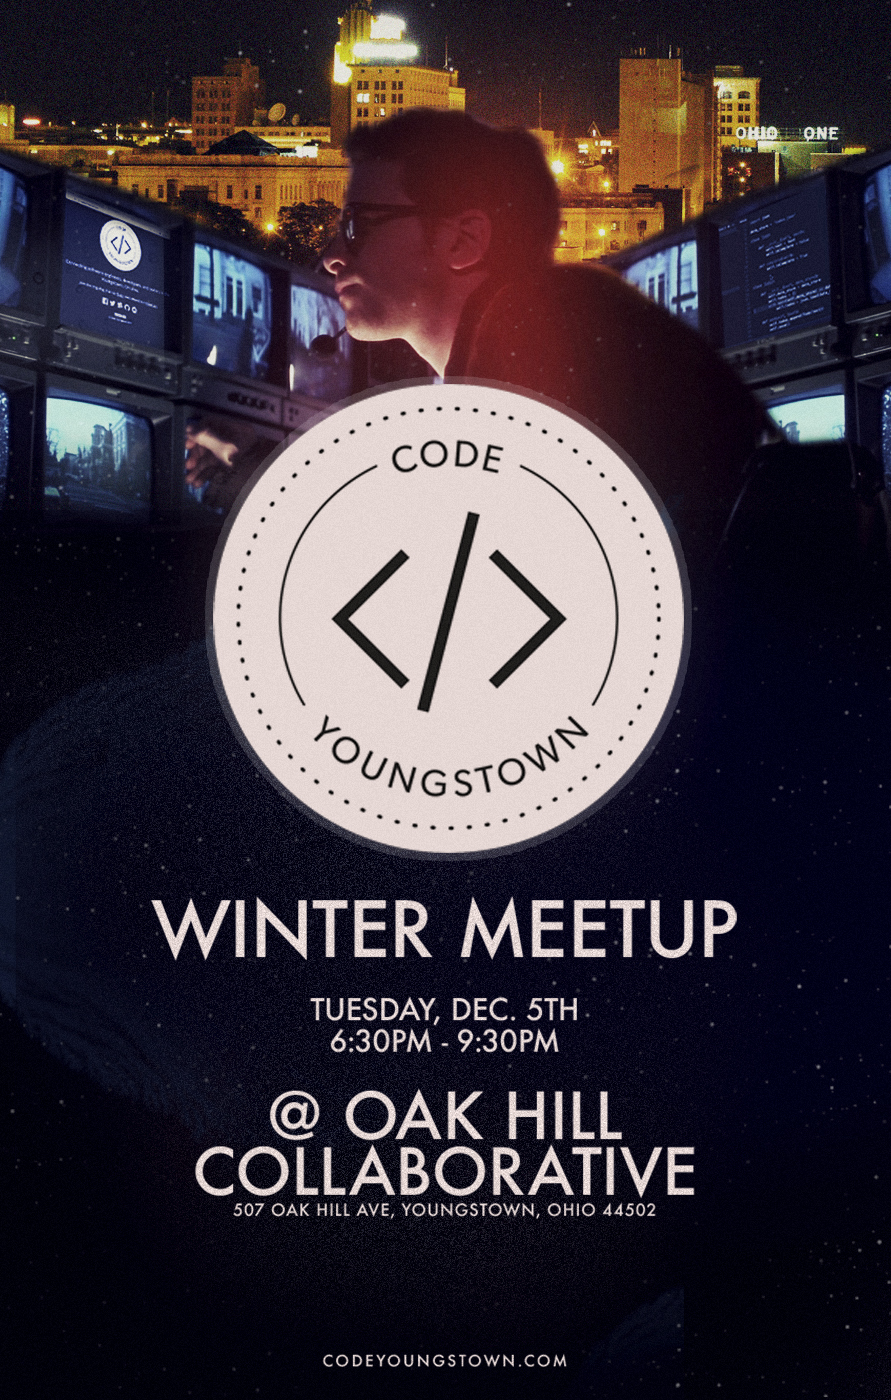 OHIO ONE
CODE
</>
YOUNGSTOWN
WINTER MEETUP
TUESDAY, DEC. 5TH
6:30PM - 9:30PM
@ OAK HILL
COLLABORATIVE
507 OAK HILL AVE, YOUNGSTOWN, OHIO 44502
CODEYOUNGSTOWN.COM